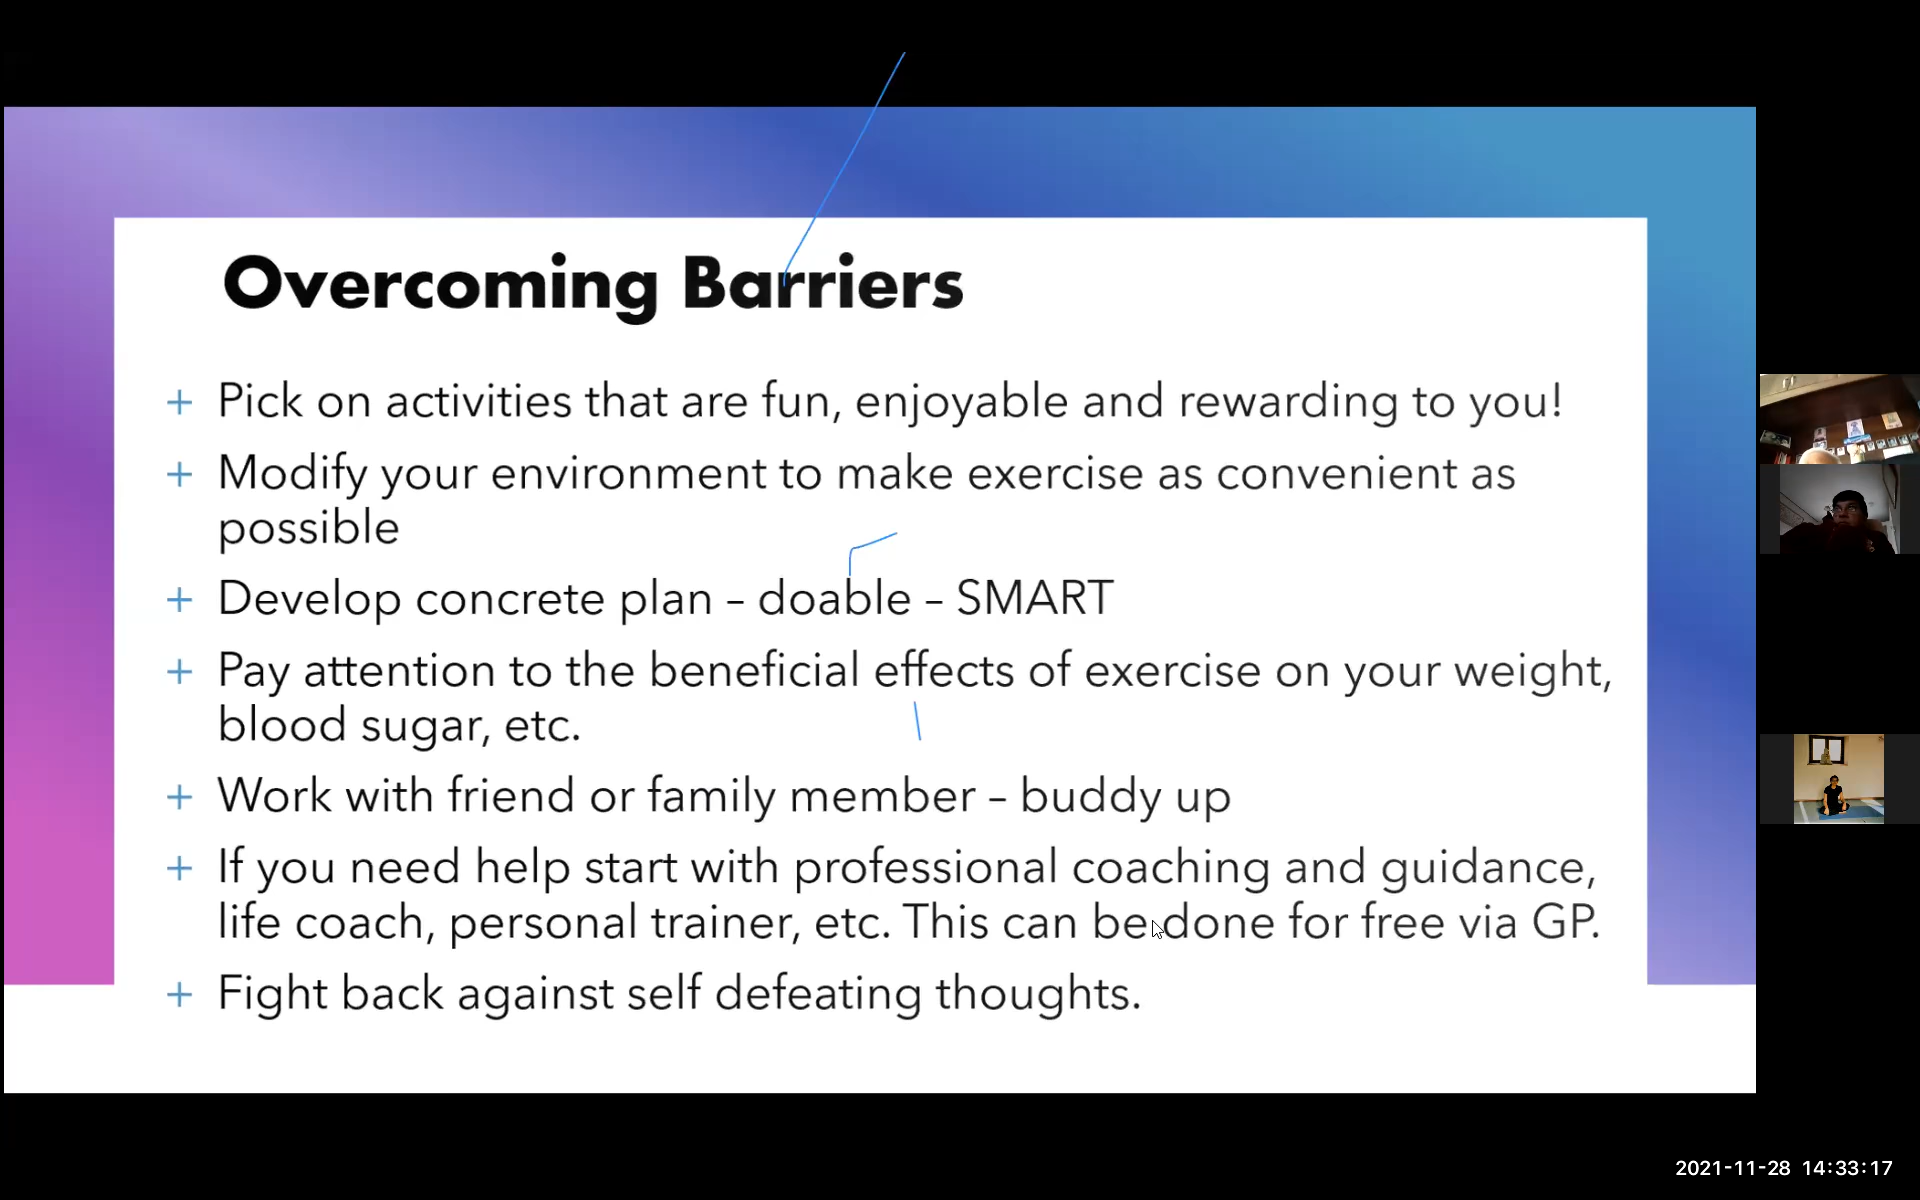 Overcoming Barriers
+ Pick on activities that are fun, enjoyable and rewarding to you!
+ Modify your environment to make exercise as convenient as
possible
+ Develop concrete plan – doable – SMART
+ Pay attention to the beneficial effects of exercise on your weight,
blood sugar, etc.
+ Work with friend or family member – buddy up
+ If you need help start with professional coaching and guidance,
life coach, personal trainer, etc. This can be done for free via GP.
+ Fight back against self defeating thoughts.
2021-11-28 14:33:17